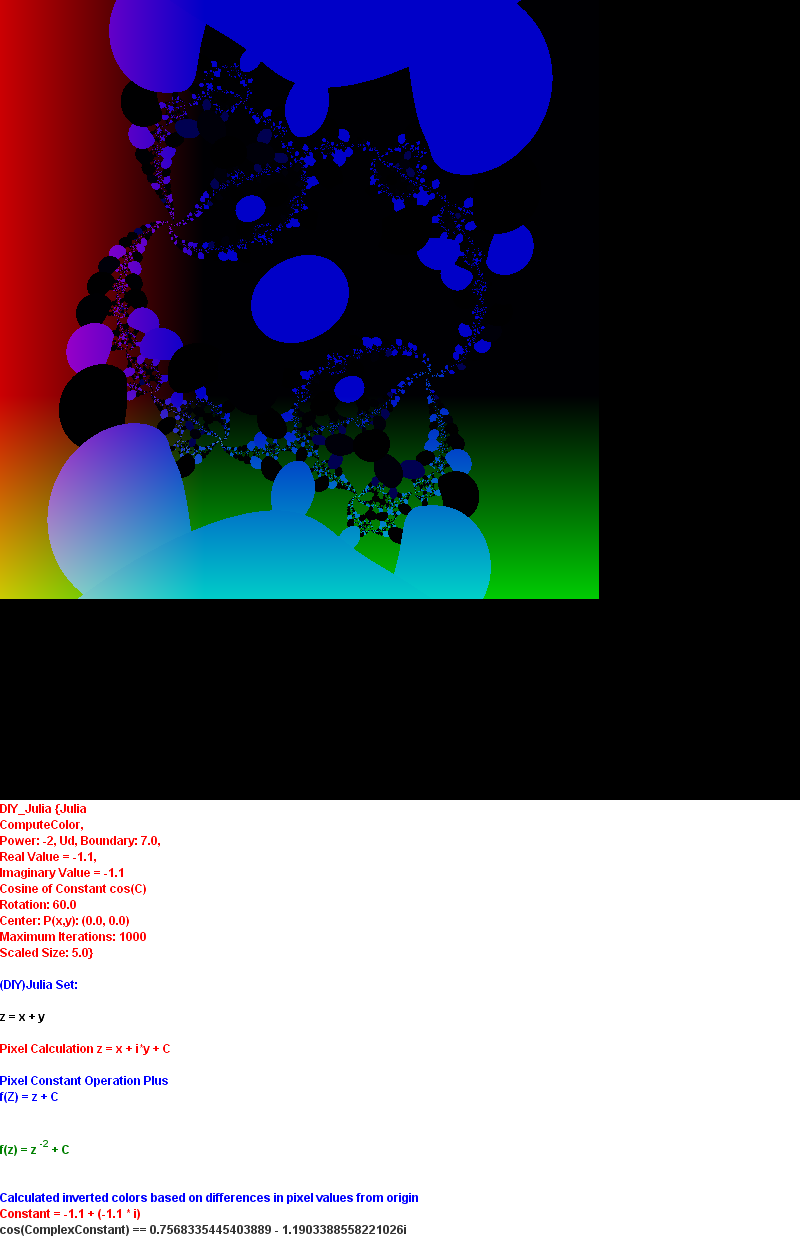 DIY_Julia {Julia
ComputeColor,
Power: -2, Ud, Boundary: 7.0,
Real Value = -1.1,
Imaginary Value = -1.1
Cosine of Constant cos(C)
Rotation: 60.0
Center: P(x,y): (0.0, 0.0)
Maximum Iterations: 1000
Scaled Size: 5.0}
(DIY)Julia Set:
z = x + y
Pixel Calculation z = x + i*y + C
Pixel Constant Operation Plus
f(Z) = z + C
f(z) = z -2 + C
Calculated inverted colors based on differences in pixel values from origin
Constant = -1.1 + (-1.1 * i)
cos(ComplexConstant) == 0.7568335445403889 - 1.1903388558221026i